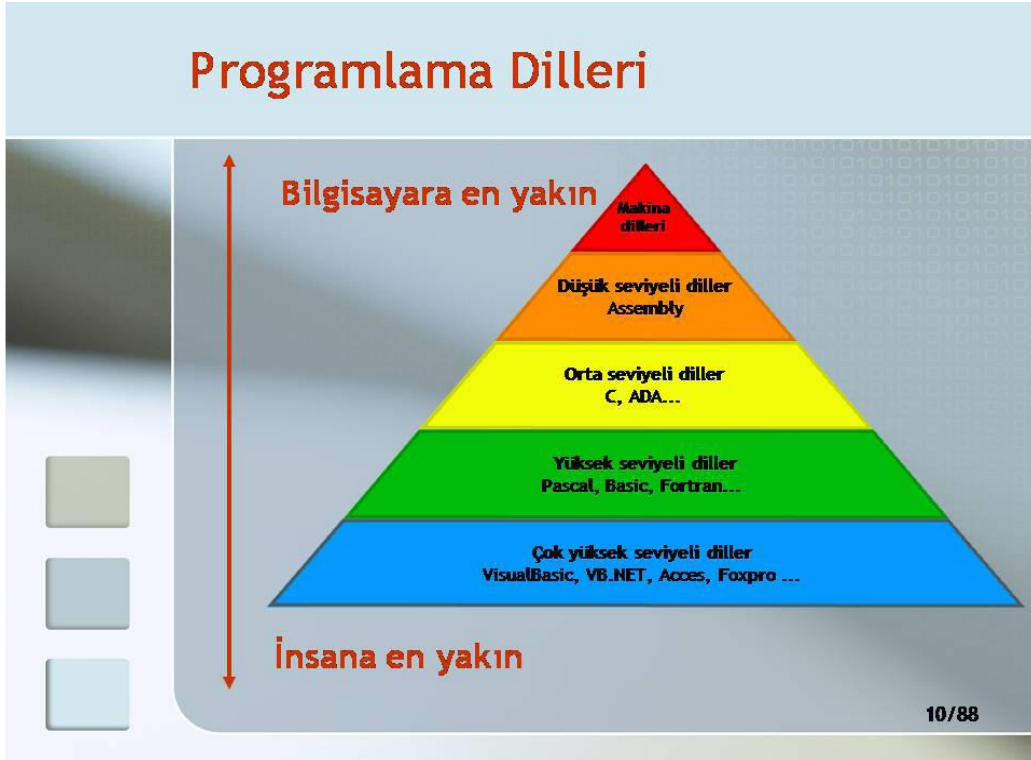 Programlama Dilleri
Bilgisayara en yakın
Makina
dilleri
Düşük seviyeli diller
Assembly
Orta seviyeli diller
C, ADA...
Yüksek seviyeli diller
Pascal, Basic, Fortran...
Çok yüksek seviyeli diller
VisualBasic, VB.NET, Acces, Foxpro ...
İnsana en yakın
10/88